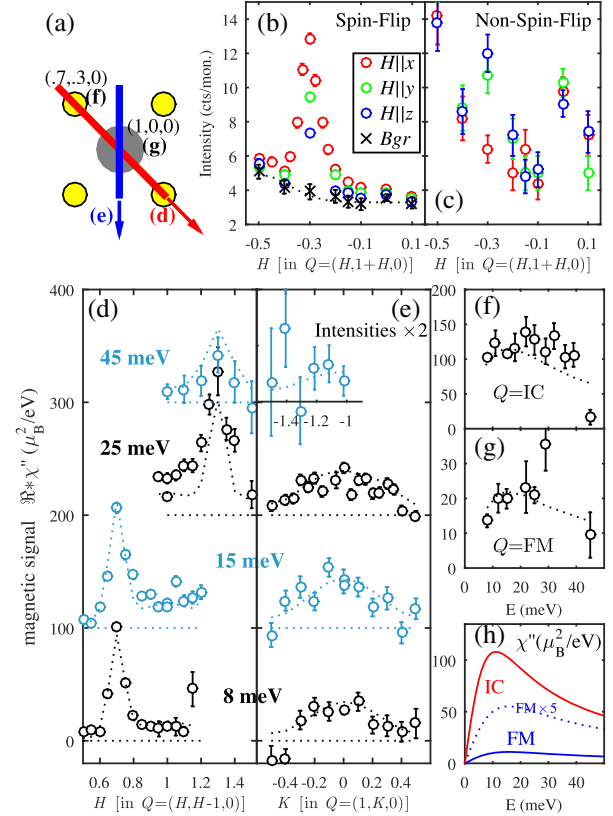 (a)
(.7,.3,0)
(f)
(1,0,0)
(g)
(e)
(d)
(b) Spin-Flip
Non-Spin-Flip
(c)
H||x
H||y
H||z
Bgr
14
12
10
8
6
4
2
Intensity (cts/mon.)
-0.5 -0.3 -0.1 0.1
-0.5 -0.3 -0.1 0.1
H [in Q=(H,1+H,0)
H [in Q=(H,1+H,0)
(d)
(e)
Intensities ×2
45 meV
25 meV
15 meV
8 meV
-1.4 -1.2 -1
400
300
200
100
0
magnetic signal ℜ*χ'' (μ_B^2/eV)
0.6 0.8 1 1.2 1.4
H [in Q=(H,H-1,0)
-0.4 -0.2 0 0.2 0.4
K [in Q=(1,K,0)
(f)
150
100
50
0
Q=IC
(g)
30
20
10
0
Q=FM
0 20 40
E (meV)
(h) χ''(μ_B^2/eV)
100
50
0
IC
FM×5
FM
0 20 40
E (meV)